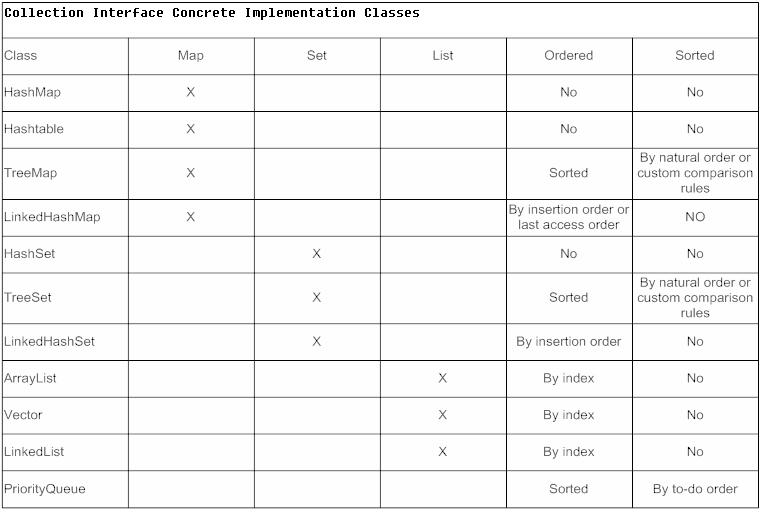 Collection Interface Concrete Implementation Classes
Class Map Set List Ordered Sorted
HashMap X No No
Hashtable X No No
TreeMap X Sorted By natural order or
custom comparison
rules
LinkedHashMap X By insertion order or
last access order NO
HashSet X No No
TreeSet X Sorted By natural order or
custom comparison
rules
LinkedHashSet X By insertion order No
ArrayList X By index No
Vector X By index No
LinkedList X By index No
PriorityQueue Sorted By to-do order